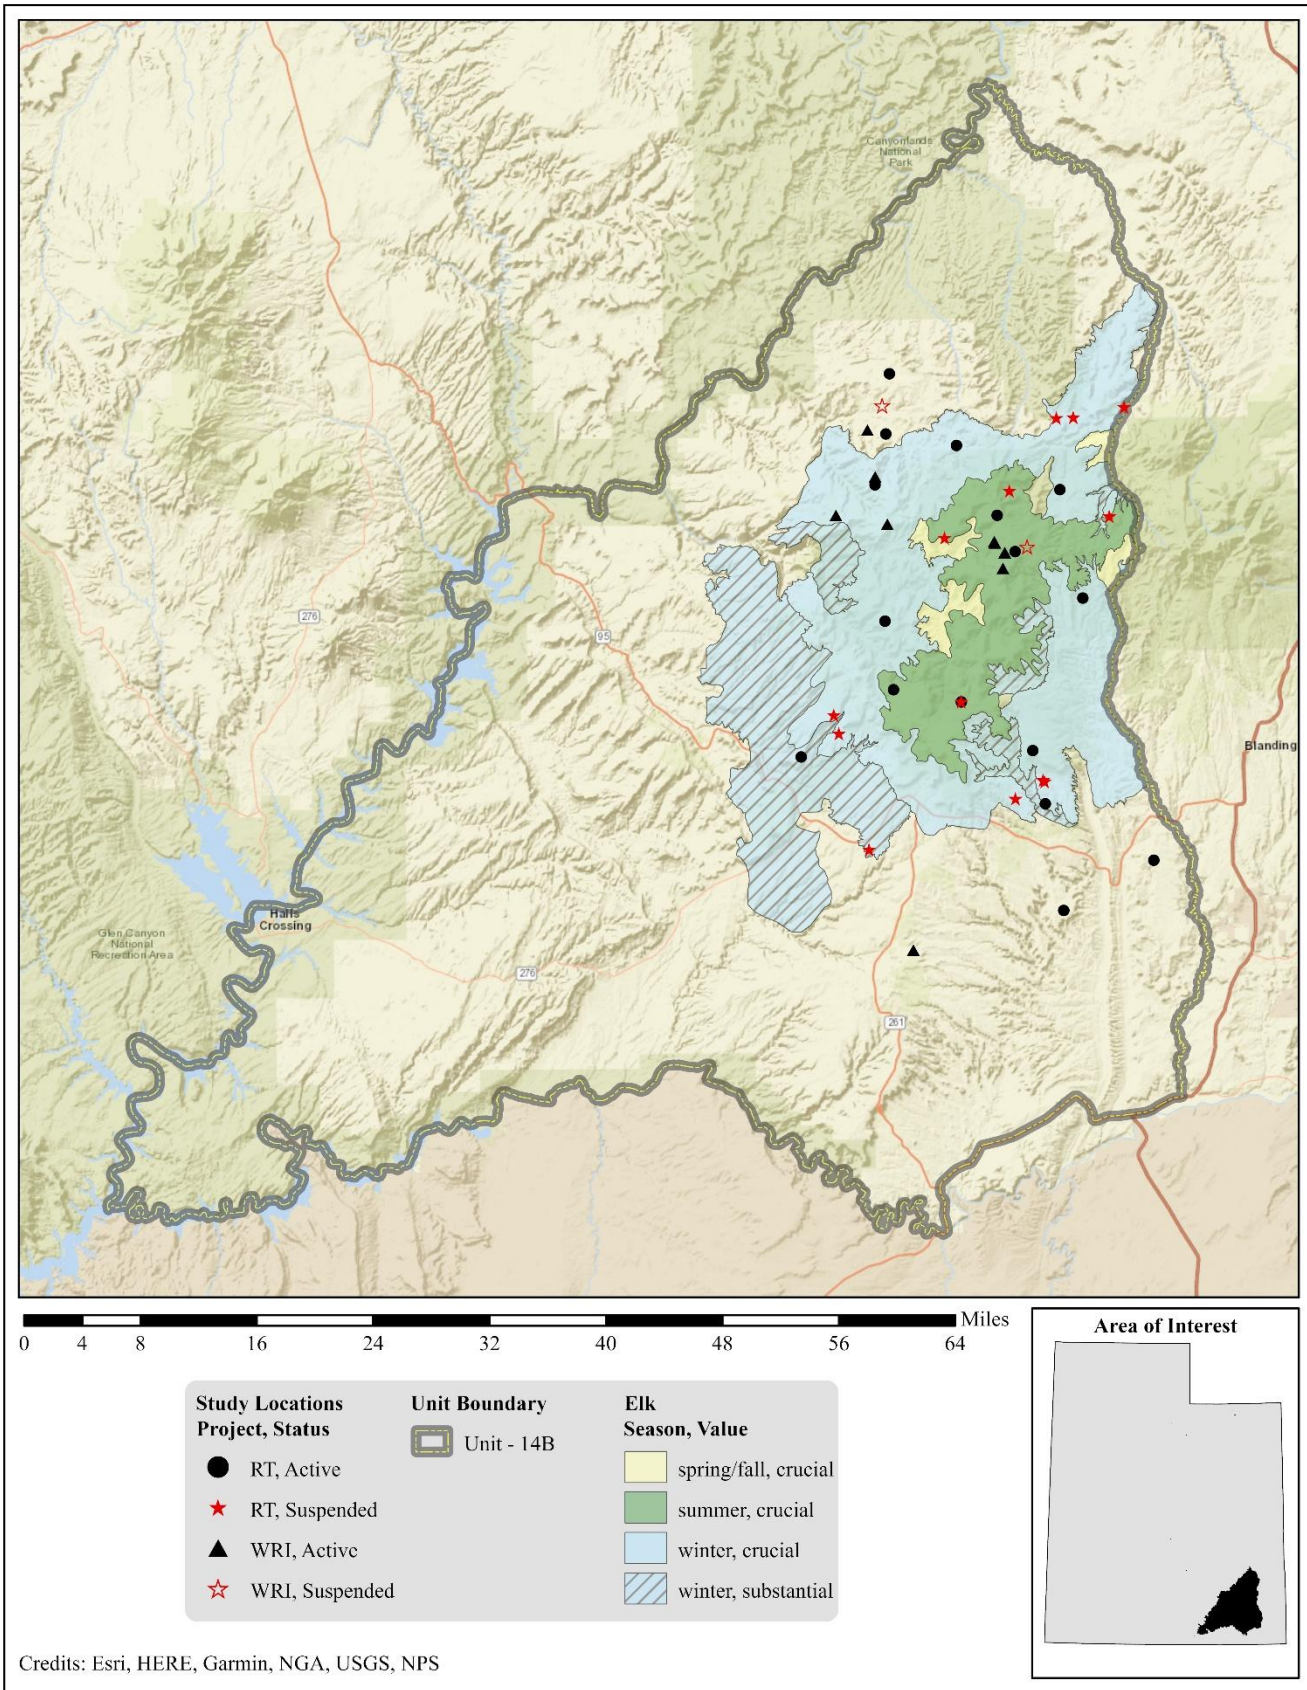 Canyonlands
National
Park
276
95
Blanding
Halls
Crossing
Glen Canyon
National
Recreation Area
276
261
0 4 8 16 24 32 40 48 56 64 Miles
Area of Interest
Study Locations
Project, Status
RT, Active
RT, Suspended
WRI, Active
WRI, Suspended
Unit Boundary
Unit - 14B
Elk
Season, Value
spring/fall, crucial
summer, crucial
winter, crucial
winter, substantial
Credits: Esri, HERE, Garmin, NGA, USGS, NPS